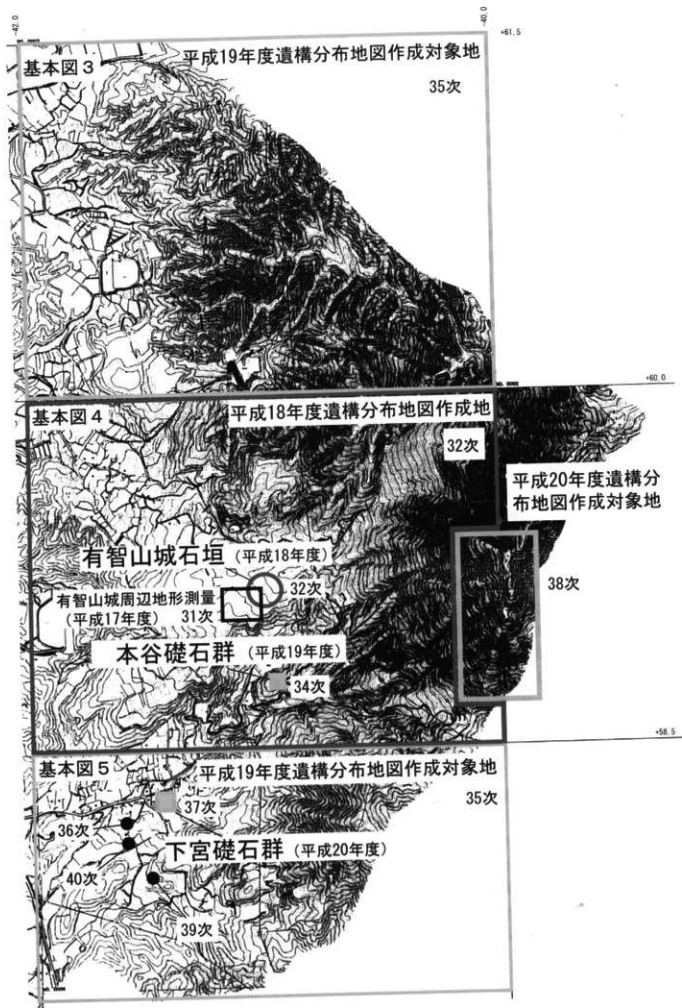 -42.0
-40.0
+61.5
基本図3
平成19年度遺構分布地図作成対象地
35次
+60.0
基本図4
平成18年度遺構分布地図作成地
32次
平成20年度遺構分
布地図作成対象地
38次
有智山城石垣（平成18年度）
32次
有智山城周辺地形測量
（平成17年度） 31次
本谷礎石群（平成19年度）
34次
+58.5
基本図5
平成19年度遺構分布地図作成対象地
35次
37次
36次
下宮礎石群（平成20年度）
40次
39次